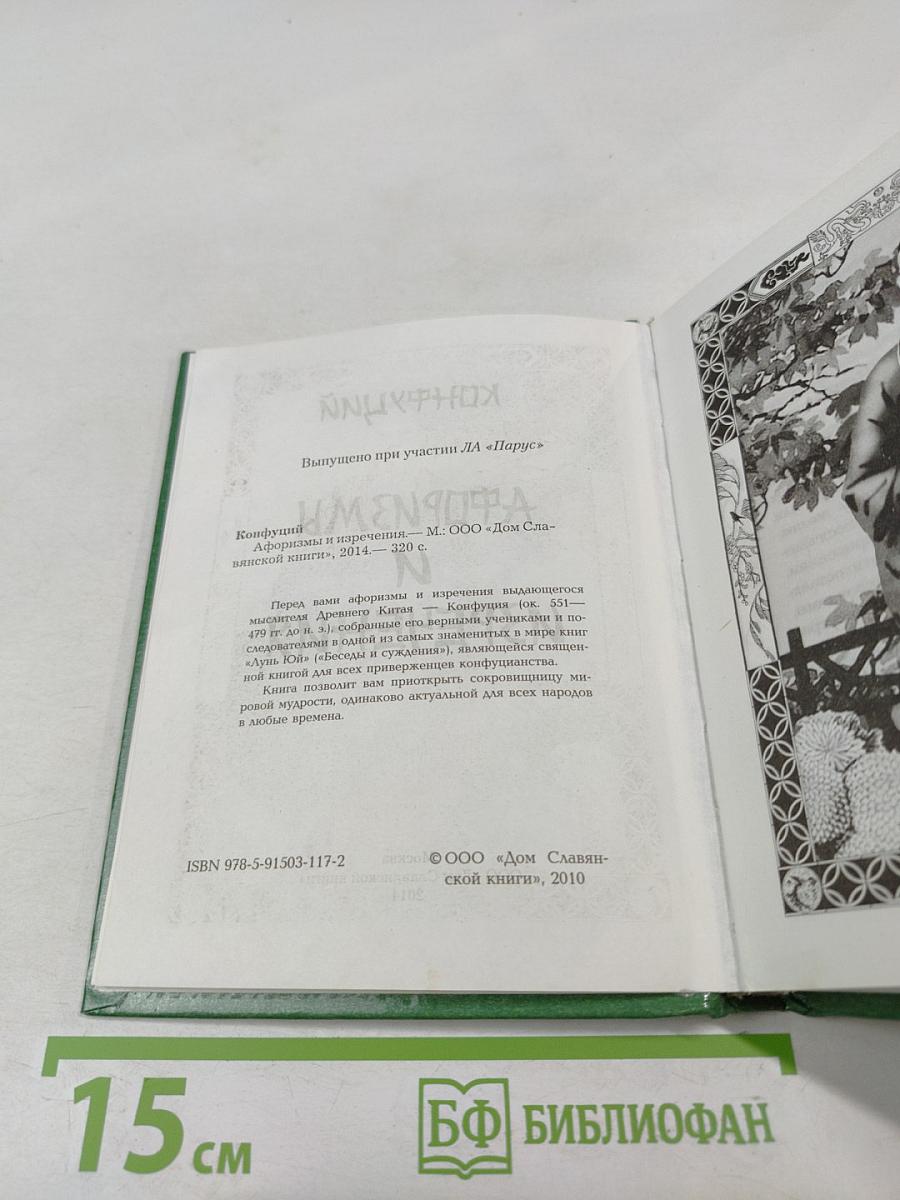 Выпущено при участии ЛА «Парус»
Конфуций
Афоризмы и изречения.— М.: ООО «Дом Сла-
вянской книги», 2014.— 320 с.
Перед вами афоризмы и изречения выдающегося
мыслителя Древнего Китая — Конфуция (ок. 551—
479 гг. до н. э.), собранные его верными учениками и по-
следователями в одной из самых знаменитых в мире книг
«Лунь Юй» («Беседы и суждения»), являющейся священ-
ной книгой для всех приверженцев конфуцианства.
Книга позволит вам приоткрыть сокровищницу ми-
ровой мудрости, одинаково актуальной для всех народов
в любые времена.
ISBN 978-5-91503-117-2
© ООО «Дом Славян-
ской книги», 2010
15 см
БФ БИБЛИОФАН